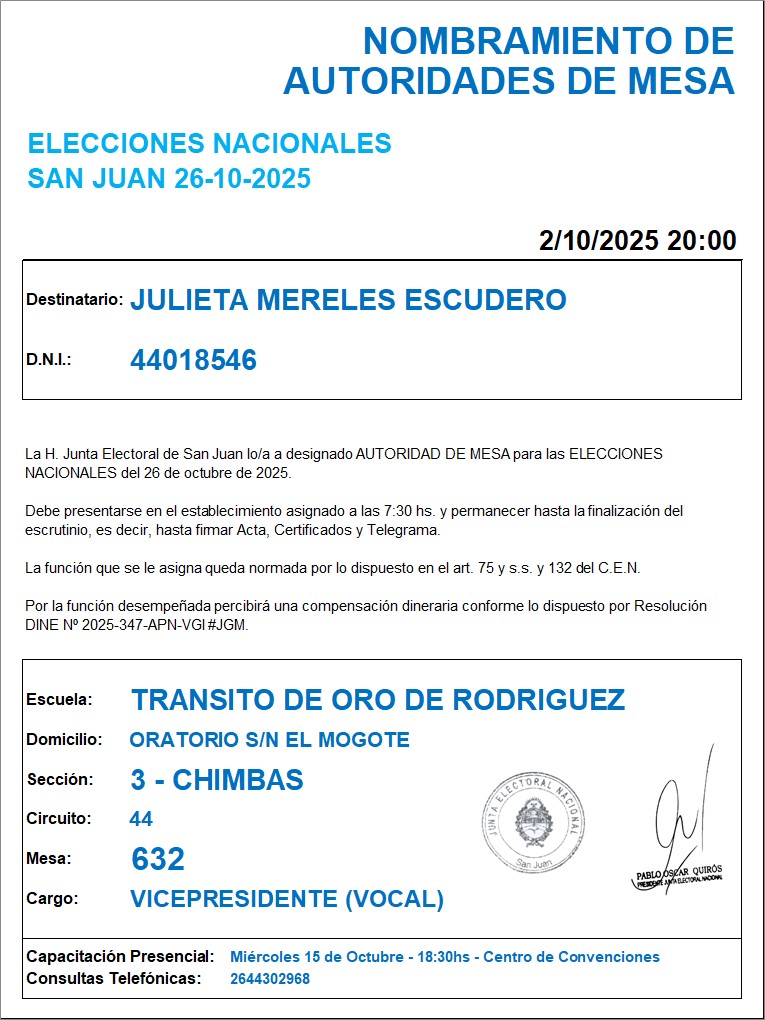 NOMBRAMIENTO DE
AUTORIDADES DE MESA
ELECCIONES NACIONALES
SAN JUAN 26-10-2025
2/10/2025 20:00
Destinatario: JULIETA MERELES ESCUDERO
D.N.I.: 44018546
La H. Junta Electoral de San Juan lo/a a designado AUTORIDAD DE MESA para las ELECCIONES
NACIONALES del 26 de octubre de 2025.
Debe presentarse en el establecimiento asignado a las 7:30 hs. y permanecer hasta la finalización del
escrutinio, es decir, hasta firmar Acta, Certificados y Telegrama.
La función que se le asigna queda normada por lo dispuesto en el art. 75 y s.s. y 132 del C.E.N.
Por la función desempeñada percibirá una compensación dineraria conforme lo dispuesto por Resolución
DINE Nº 2025-347-APN-VGI#JGM.
Escuela: TRANSITO DE ORO DE RODRIGUEZ
Domicilio: ORATORIO S/N EL MOGOTE
Sección: 3 - CHIMBAS
Circuito: 44
Mesa: 632
Cargo: VICEPRESIDENTE (VOCAL)
JUNTA ELECTORAL NACIONAL
San Juan
PABLO OSCAR QUIRÓS
PRESIDENTE JUNTA ELECTORAL NACIONAL
Capacitación Presencial: Miércoles 15 de Octubre - 18:30hs - Centro de Convenciones
Consultas Telefónicas: 2644302968